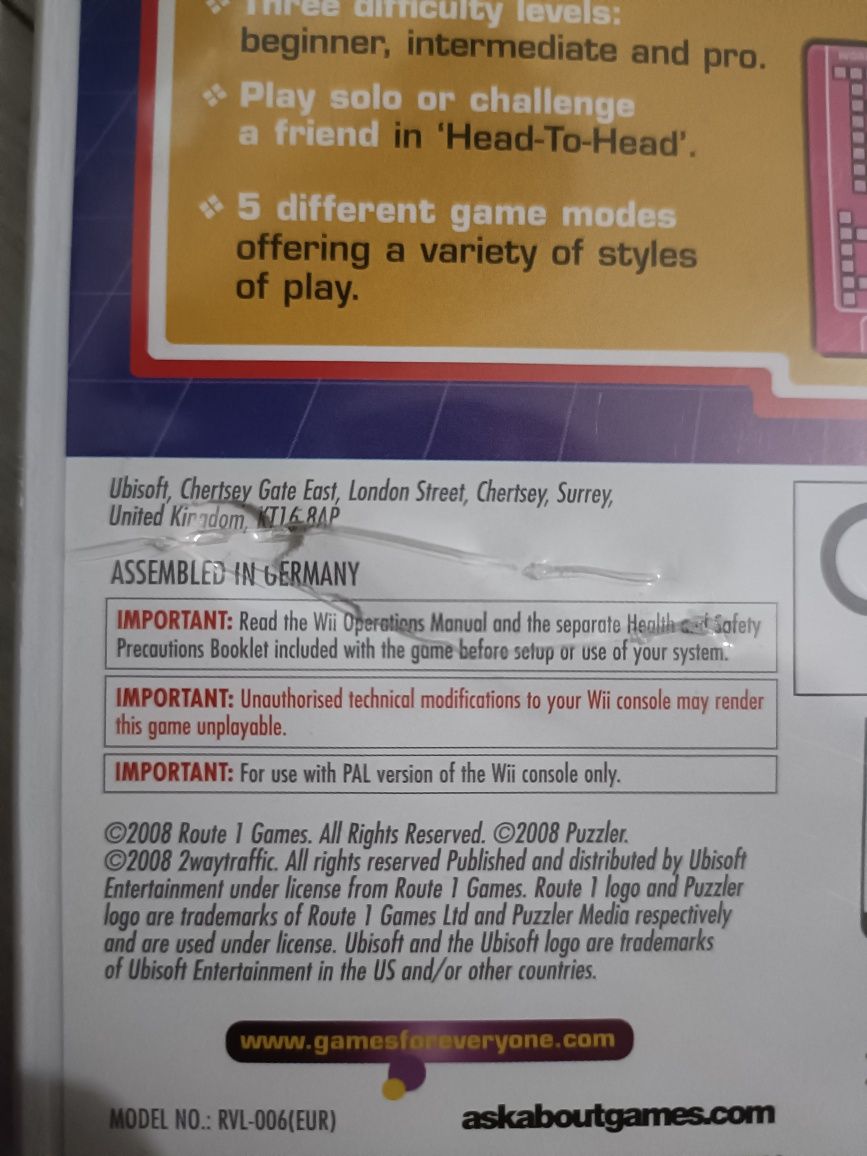 Three difficulty levels:
beginner, intermediate and pro.
Play solo or challenge
a friend in ‘Head-To-Head’.
5 different game modes
offering a variety of styles
of play.
Ubisoft, Chertsey Gate East, London Street, Chertsey, Surrey,
United Kingdom, KT16 8AP
ASSEMBLED IN GERMANY
IMPORTANT: Read the Wii Operations Manual and the separate Health and Safety
Precautions Booklet included with the game before setup or use of your system.
IMPORTANT: Unauthorised technical modifications to your Wii console may render
this game unplayable.
IMPORTANT: For use with PAL version of the Wii console only.
©2008 Route 1 Games. All Rights Reserved. ©2008 Puzzler.
©2008 2waytraffic. All rights reserved Published and distributed by Ubisoft
Entertainment under license from Route 1 Games. Route 1 logo and Puzzler
logo are trademarks of Route 1 Games Ltd and Puzzler Media respectively
and are used under license. Ubisoft and the Ubisoft logo are trademarks
of Ubisoft Entertainment in the US and/or other countries.
www.gamesforeveryone.com
MODEL NO.: RVL-006(EUR)
askaboutgames.com